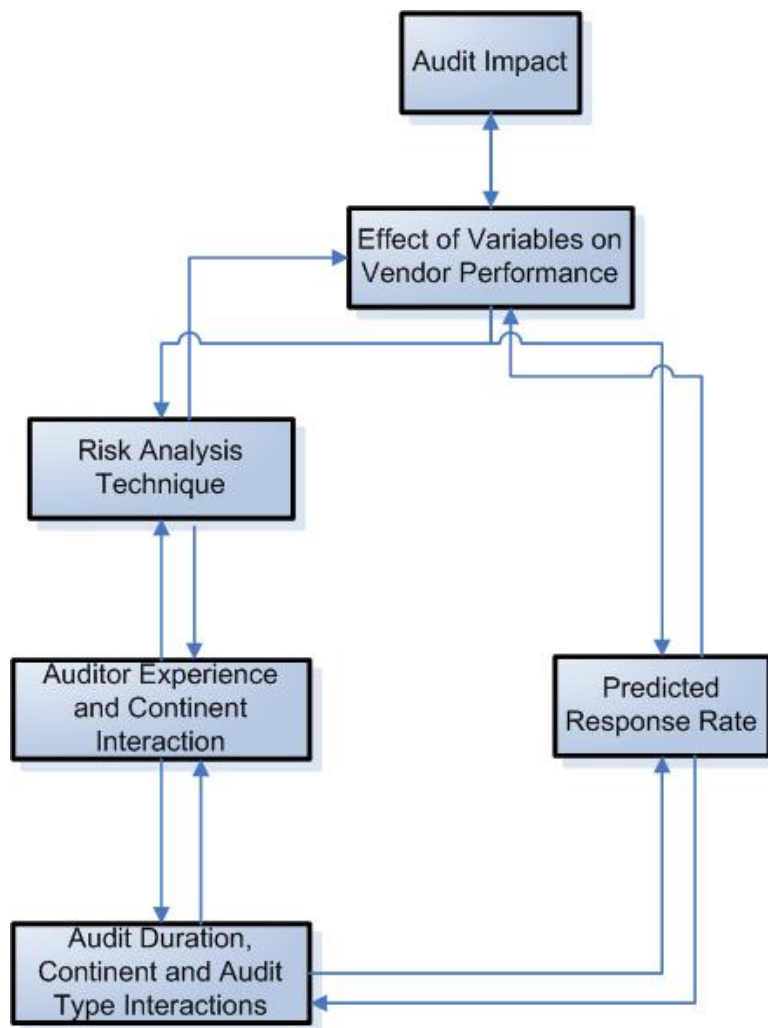 Audit Impact
Effect of Variables on
Vendor Performance
Risk Analysis
Technique
Auditor Experience
and Continent
Interaction
Predicted
Response Rate
Audit Duration,
Continent and Audit
Type Interactions